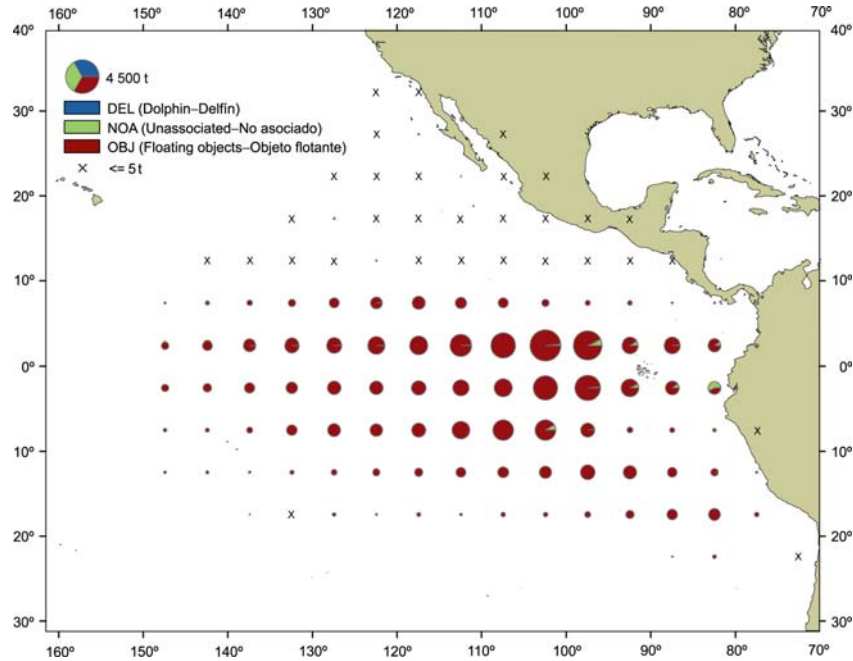 160º 150º 140º 130º 120º 110º 100º 90º 80º 70º
40º 40º
4 500 t
30º 30º
DEL (Dolphin–Delfín)
NOA (Unassociated–No asociado)
OBJ (Floating objects–Objeto flotante)
X <= 5 t
X X
X X X
20º 20º
X X X X X
X X X X X X X X
10º 10º
X X X X X X X X X X X
0º 0º
X
10º 10º
X
20º 20º
X
30º 30º
160º 150º 140º 130º 120º 110º 100º 90º 80º 70º